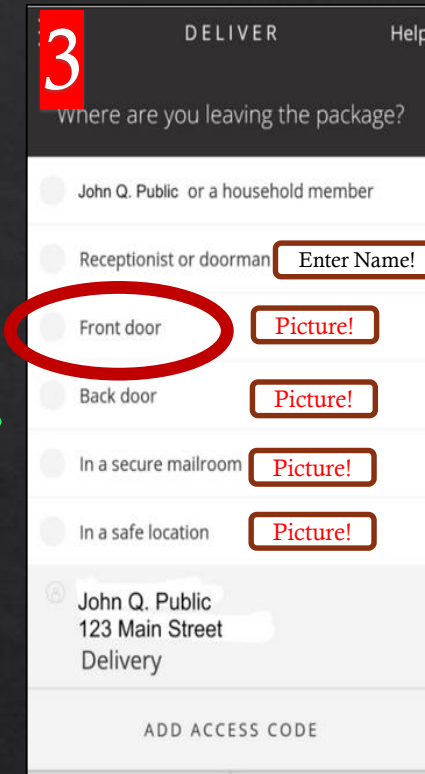 3
DELIVER Help
Where are you leaving the package?
John Q. Public or a household member
Receptionist or doorman Enter Name!
Front door Picture!
Back door Picture!
In a secure mailroom Picture!
In a safe location Picture!
John Q. Public
123 Main Street
Delivery
ADD ACCESS CODE